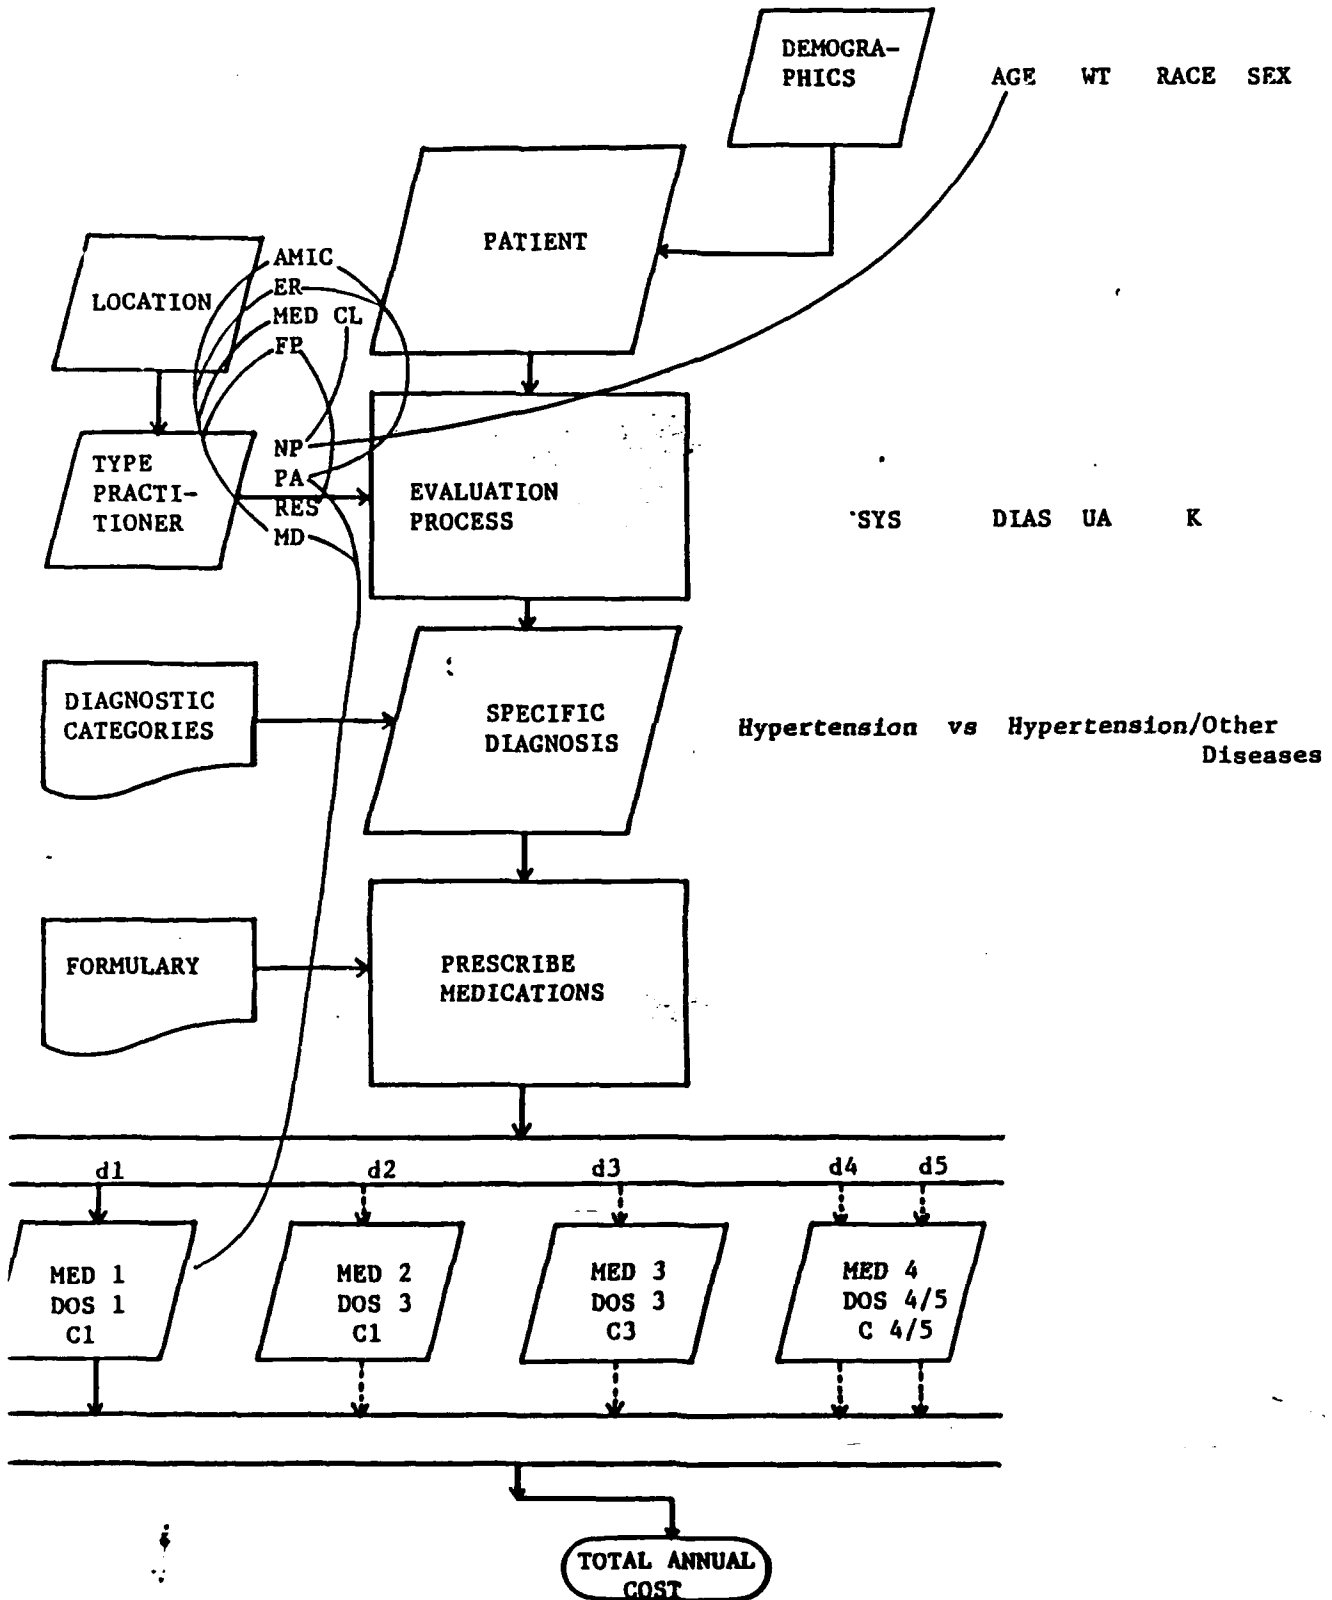 DEMOGRA-
PHICS
AGE WT RACE SEX
PATIENT
LOCATION
AMIC
ER
MED CL
FP
TYPE
PRACTI-
TIONER
NP
PA
RES
MD
EVALUATION
PROCESS
SYS DIAS UA K
DIAGNOSTIC
CATEGORIES
SPECIFIC
DIAGNOSIS
Hypertension vs Hypertension/Other
Diseases
FORMULARY
PRESCRIBE
MEDICATIONS
d1 d2 d3 d4 d5
MED 1
DOS 1
C1
MED 2
DOS 3
C1
MED 3
DOS 3
C3
MED 4
DOS 4/5
C 4/5
TOTAL ANNUAL
COST